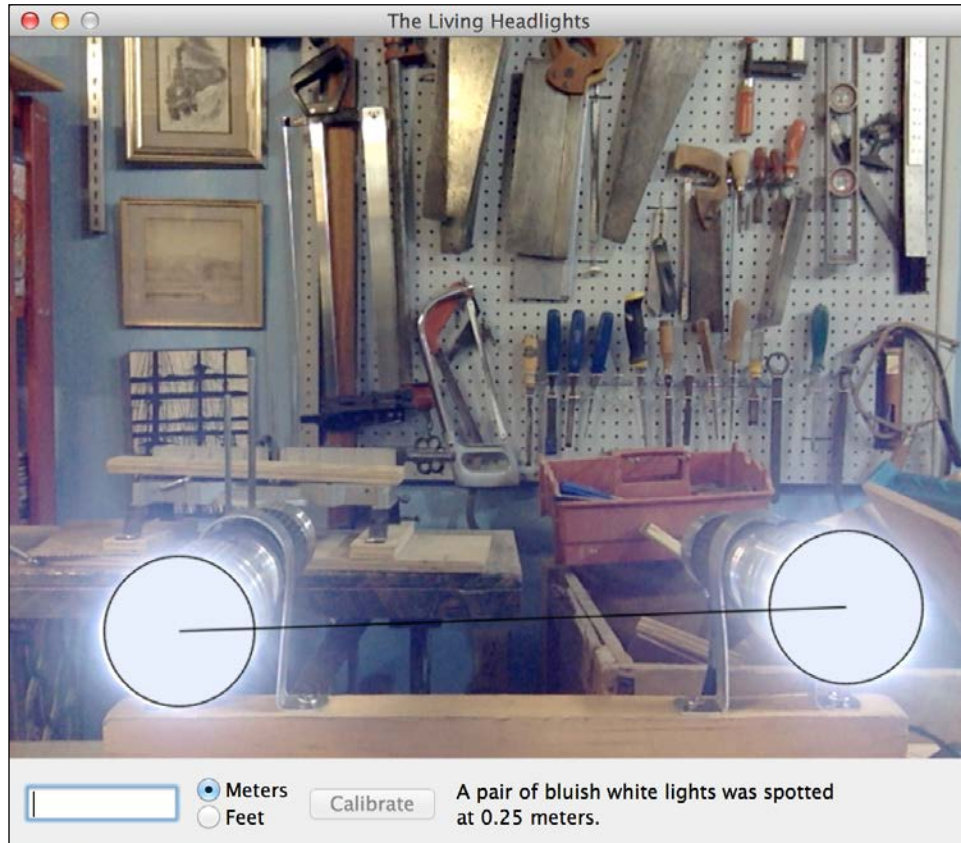 The Living Headlights
Meters
Feet
Calibrate
A pair of bluish white lights was spotted
at 0.25 meters.